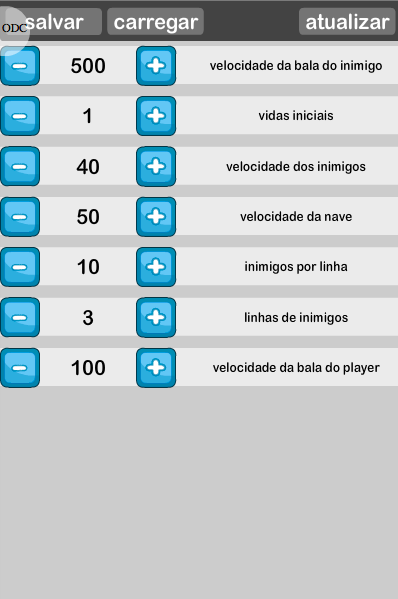 ODC
salvar carregar atualizar
500 velocidade da bala do inimigo
1 vidas iniciais
40 velocidade dos inimigos
50 velocidade da nave
10 inimigos por linha
3 linhas de inimigos
100 velocidade da bala do player